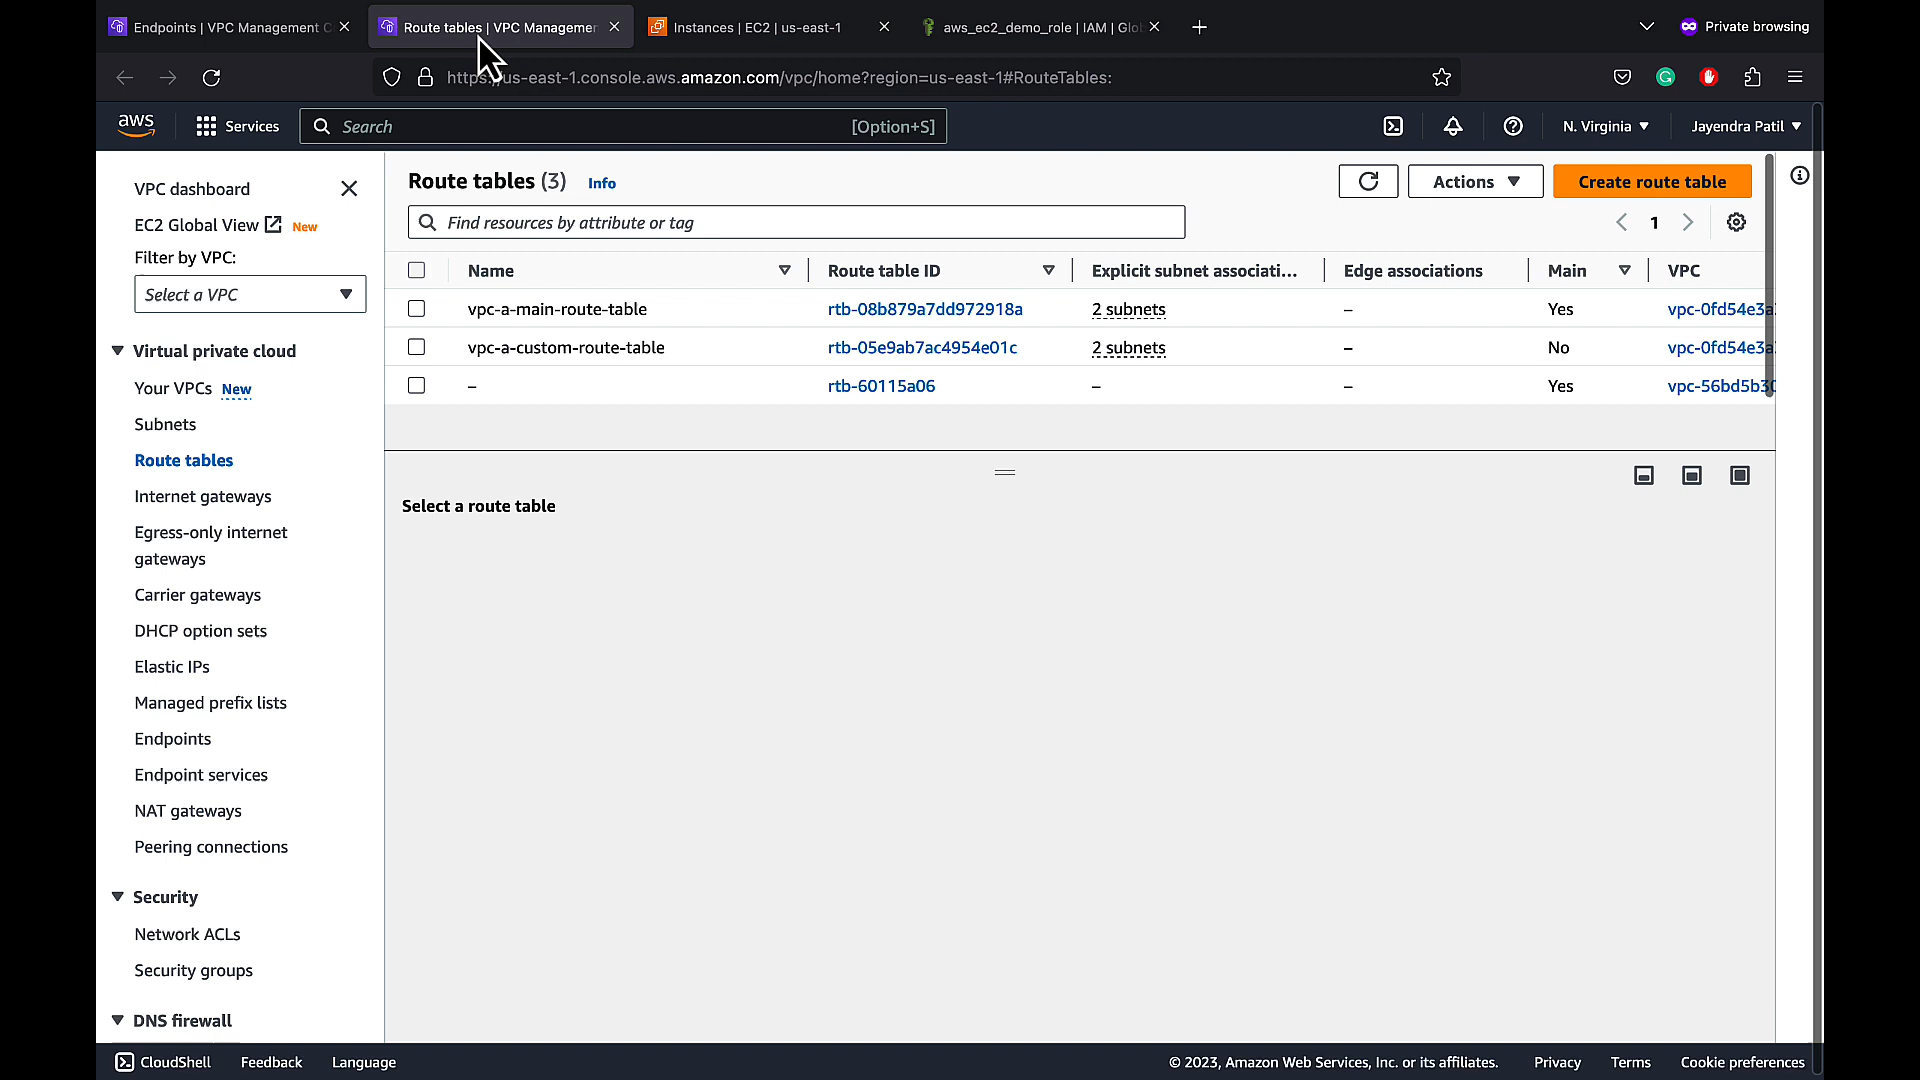 Endpoints | VPC Management C
Route tables | VPC Managemen
Instances | EC2 | us-east-1
aws_ec2_demo_role | IAM | Glo
Private browsing
us-east-1.console.aws.amazon.com/vpc/home?region=us-east-1#RouteTables:
aws
Services
Search
[Option+S]
N. Virginia
Jayendra Patil
VPC dashboard
EC2 Global View New
Filter by VPC:
Select a VPC
Virtual private cloud
Your VPCs New
Subnets
Route tables
Internet gateways
Egress-only internet
gateways
Carrier gateways
DHCP option sets
Elastic IPs
Managed prefix lists
Endpoints
Endpoint services
NAT gateways
Peering connections
Security
Network ACLs
Security groups
DNS firewall
Route tables (3) Info
Actions
Create route table
Find resources by attribute or tag
1
Name Route table ID Explicit subnet associati... Edge associations Main VPC
vpc-a-main-route-table rtb-08b879a7dd972918a 2 subnets – Yes vpc-0fd54e3a
vpc-a-custom-route-table rtb-05e9ab7ac4954e01c 2 subnets – No vpc-0fd54e3a
– rtb-60115a06 – – Yes vpc-56bd5b30
Select a route table
CloudShell Feedback Language
© 2023, Amazon Web Services, Inc. or its affiliates. Privacy Terms Cookie preferences